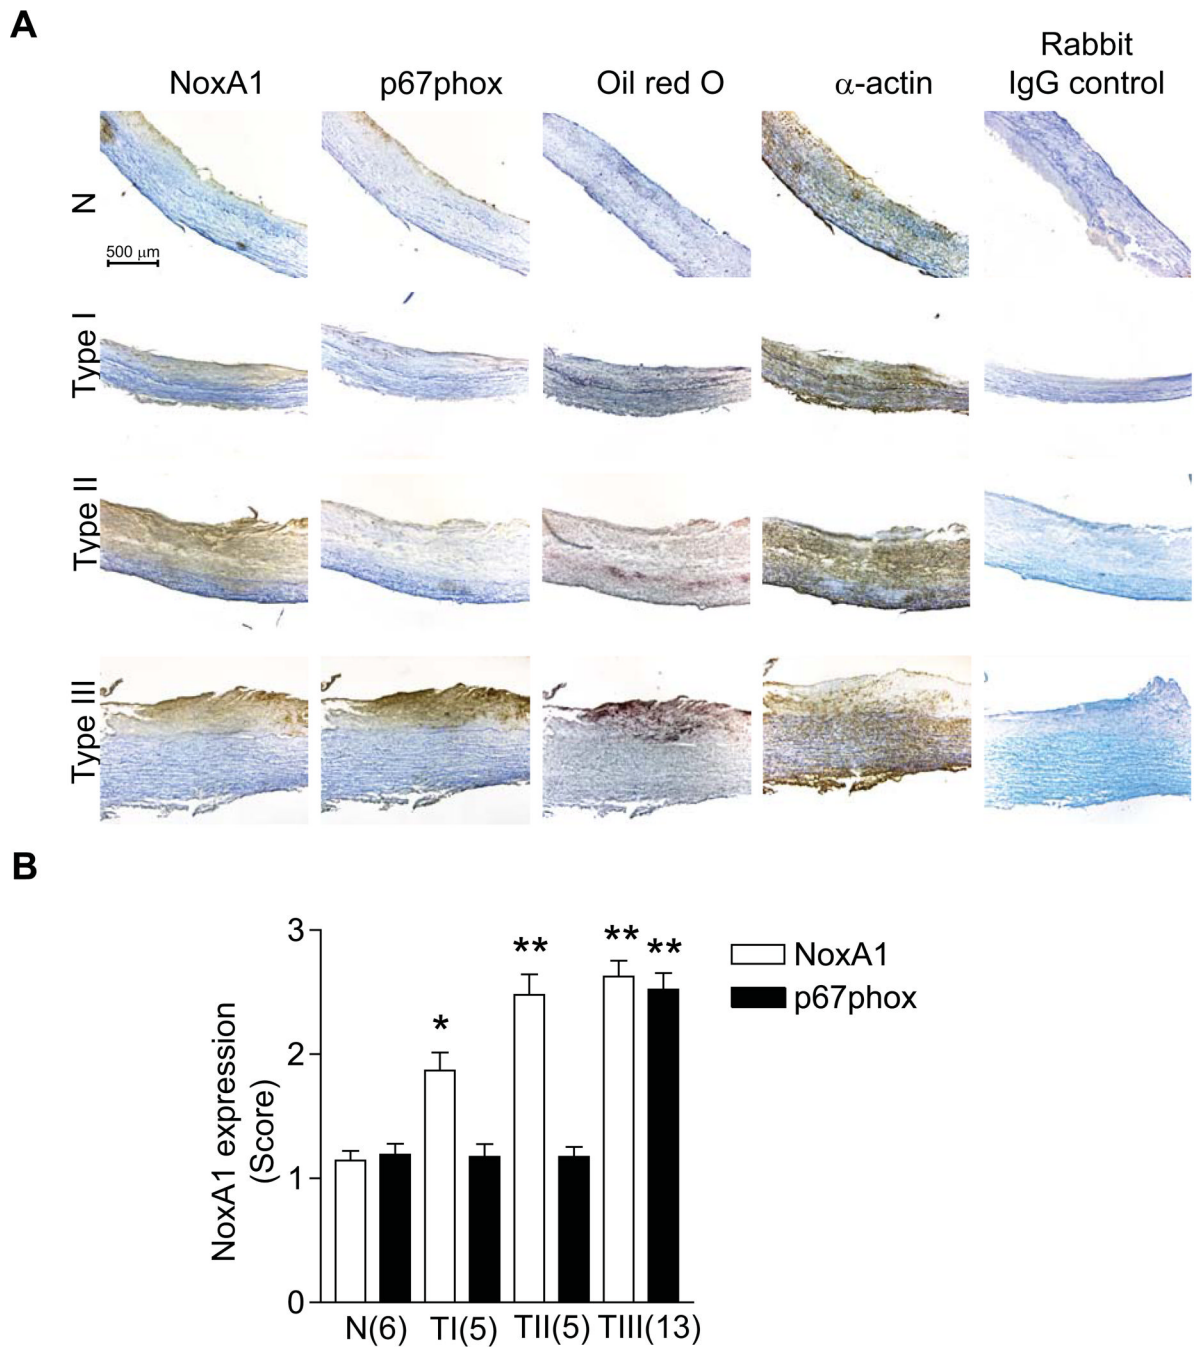 A
NoxA1
p67phox
Oil red O
α-actin
Rabbit
IgG control
N
500 μm
Type I
Type II
Type III
B
NoxA1 expression
(Score)
3
2
1
0
*
**
**
**
NoxA1
p67phox
N(6)
TI(5)
TII(5)
TIII(13)